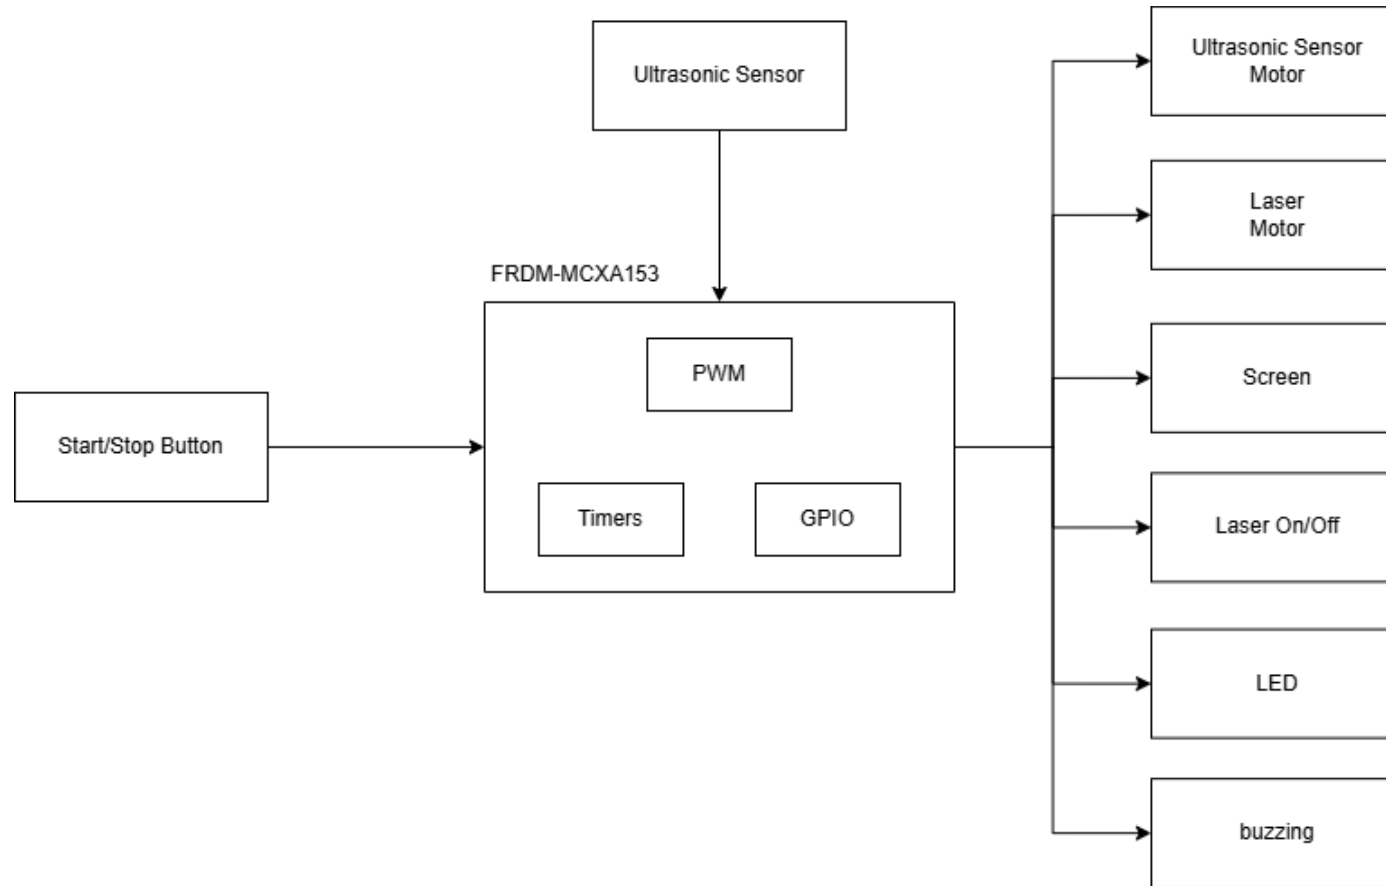 Ultrasonic Sensor
Ultrasonic Sensor
Motor
Laser
Motor
FRDM-MCXA153
PWM
Screen
Start/Stop Button
Timers
GPIO
Laser On/Off
LED
buzzing